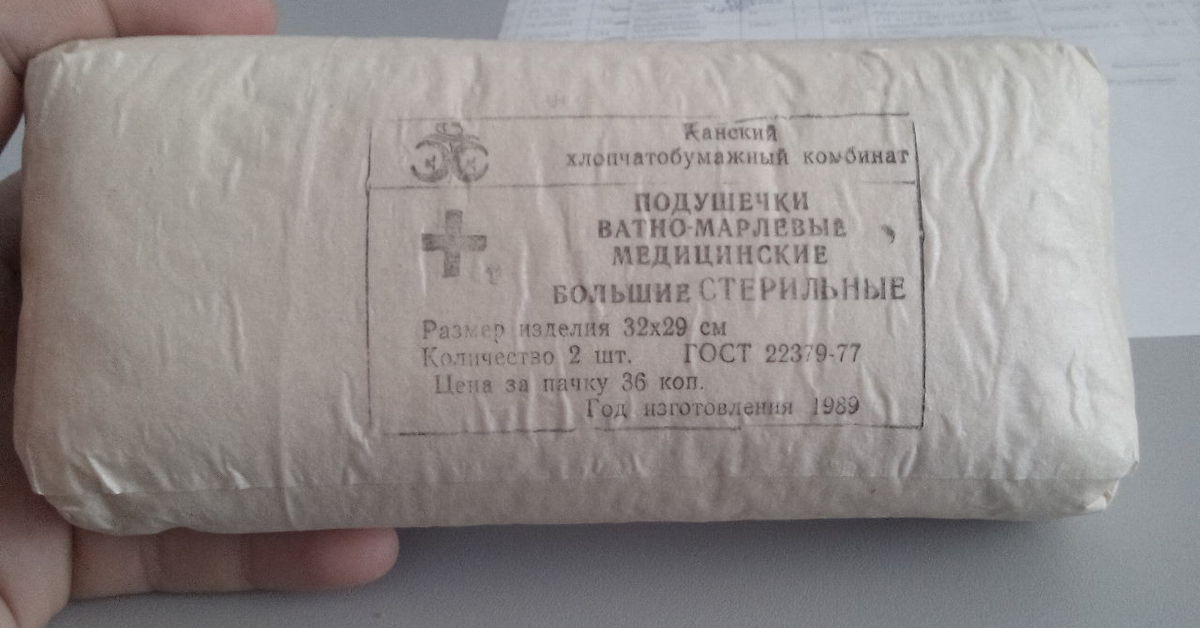 Канский
хлопчатобумажный комбинат
ПОДУШЕЧКИ
ВАТНО-МАРЛЕВЫЕ
МЕДИЦИНСКИЕ
БОЛЬШИЕ СТЕРИЛЬНЫЕ
Размер изделия 32х29 см
Количество 2 шт. ГОСТ 22379-77
Цена за пачку 36 коп.
Год изготовления 1989